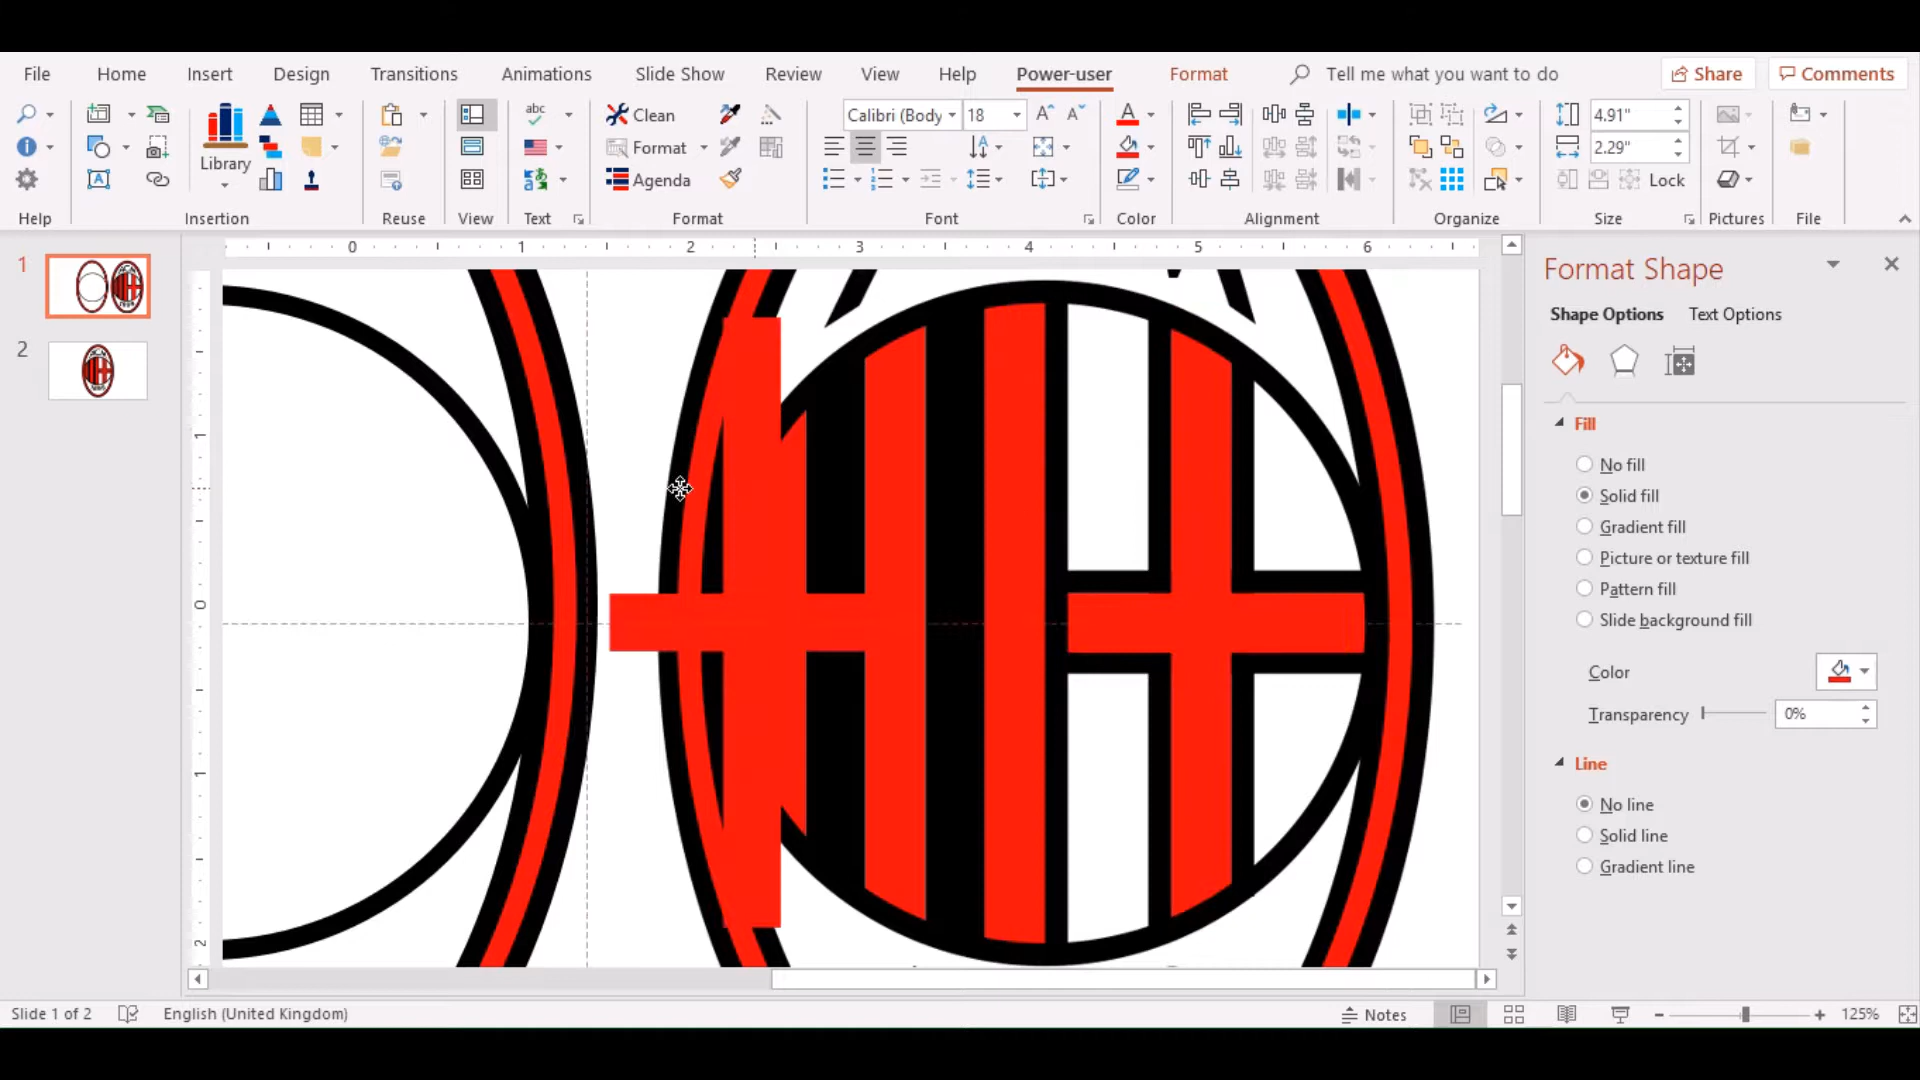 File Home Insert Design Transitions Animations Slide Show Review View Help Power-user Format Tell me what you want to do Share Comments
Clean Calibri (Body 18 4.91"
Library Format 2.29"
Agenda Lock
Help Insertion Reuse View Text Format Font Color Alignment Organize Size Pictures File
0 1 2 3 4 5 6
1
2
1
0
1
2
Format Shape
Shape Options Text Options
Fill
No fill
Solid fill
Gradient fill
Picture or texture fill
Pattern fill
Slide background fill
Color
Transparency 0%
Line
No line
Solid line
Gradient line
Slide 1 of 2 English (United Kingdom) Notes 125%